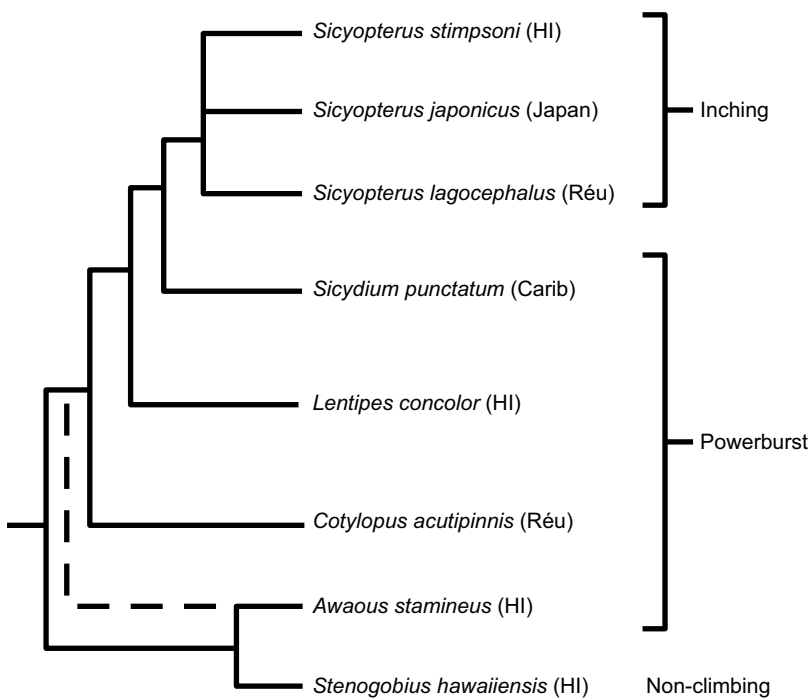 Sicyopterus stimpsoni (HI)
Sicyopterus japonicus (Japan)
Inching
Sicyopterus lagocephalus (Réu)
Sicydium punctatum (Carib)
Lentipes concolor (HI)
Powerburst
Cotylopus acutipinnis (Réu)
Awaous stamineus (HI)
Stenogobius hawaiiensis (HI) Non-climbing